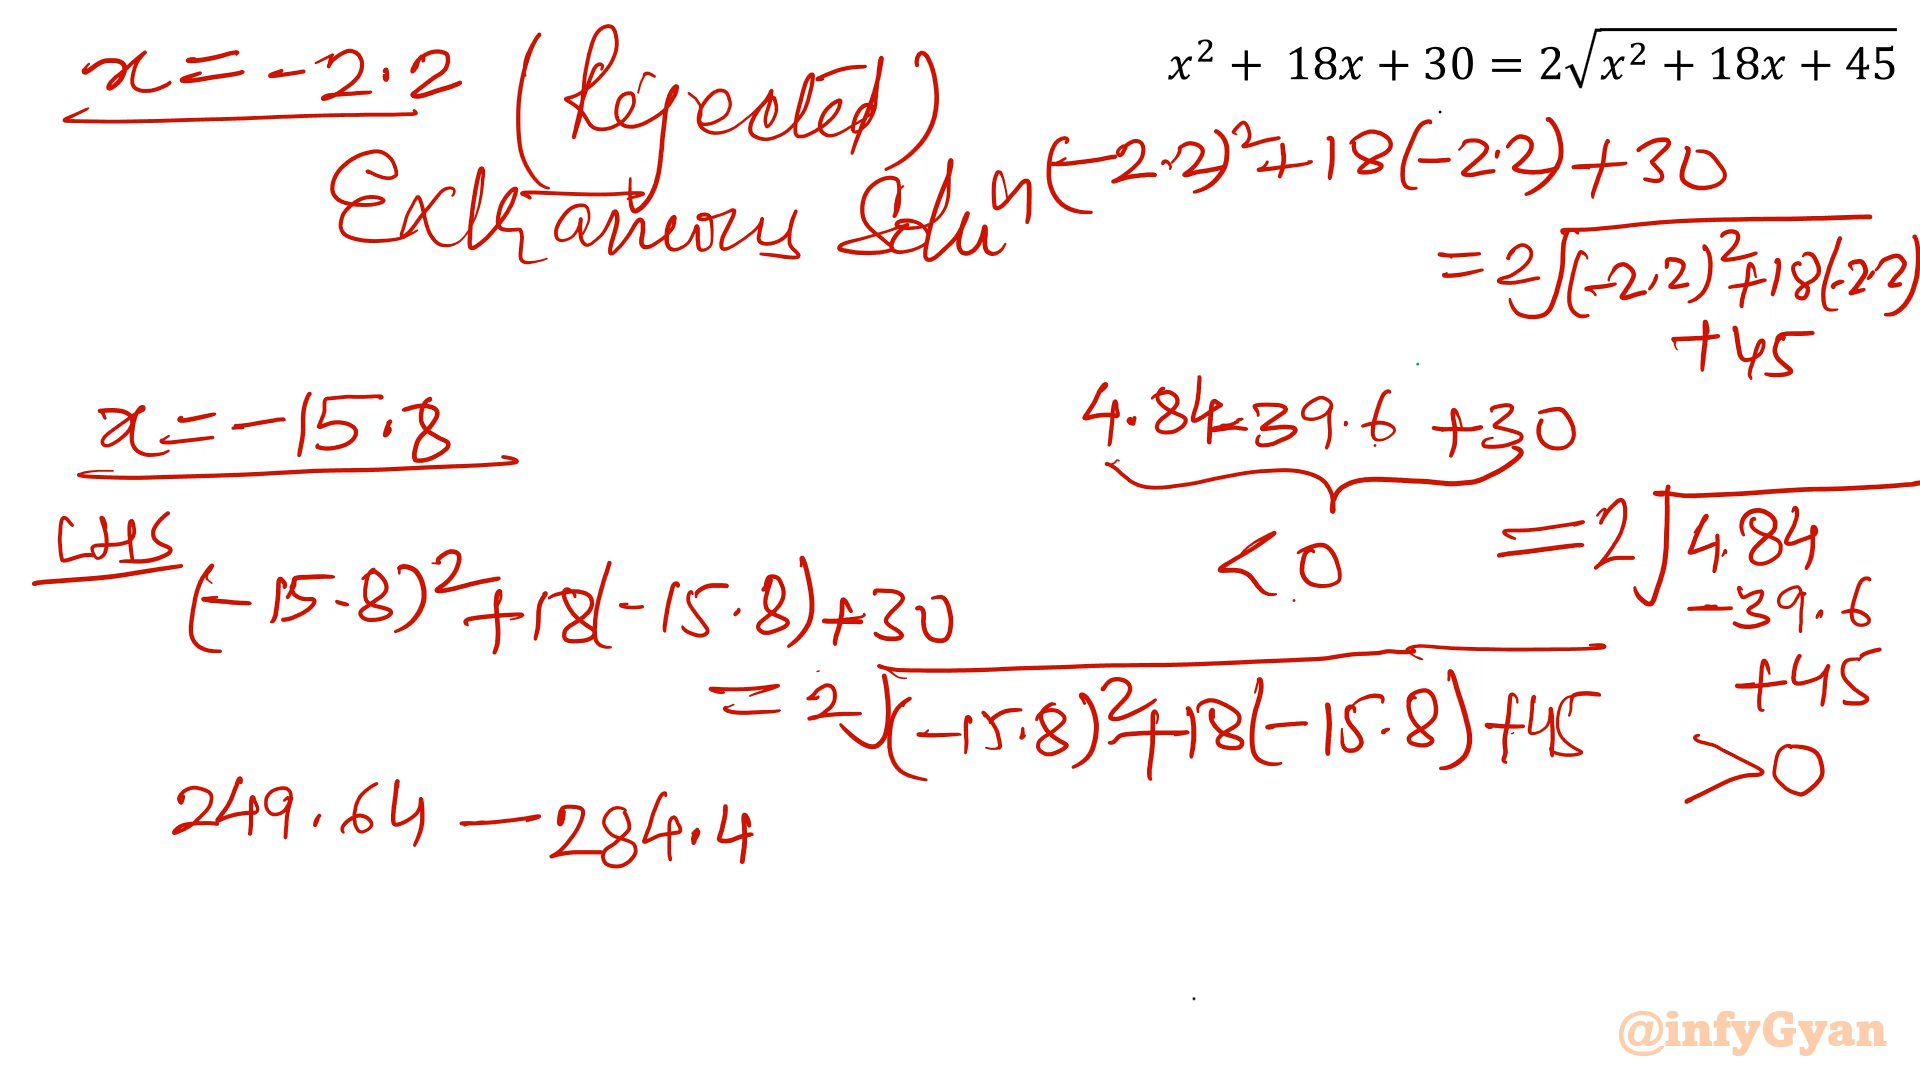 x² + 18x + 30 = 2√(x² + 18x + 45)
x = -2.2 (Rejected)
Extraneous Soluⁿ
(-2.2)² + 18(-2.2) + 30
= 2√((-2.2)² + 18(-2.2)
+ 45
4.84 - 39.6 + 30
< 0
= 2√(4.84
- 39.6
+ 45
> 0
x = -15.8
LHS
(-15.8)² + 18(-15.8) + 30
= 2√((-15.8)² + 18(-15.8) + 45
249.64 - 284.4
@infyGyan